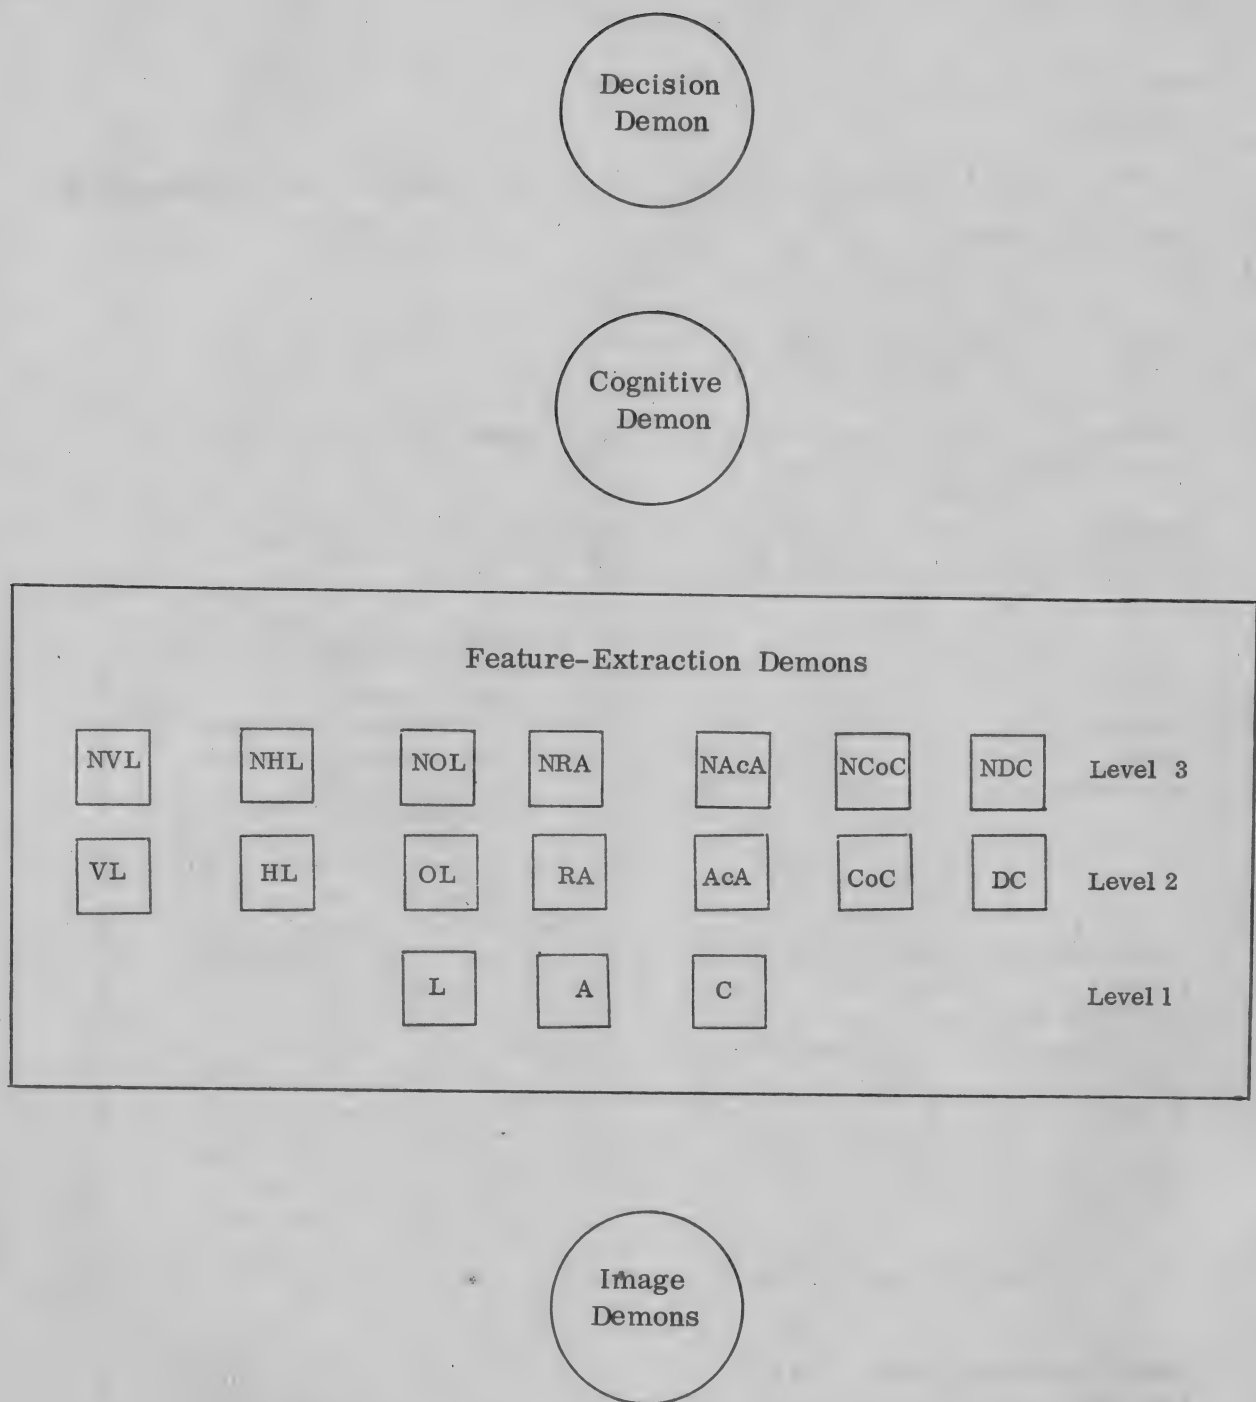 Decision
Demon
Cognitive
Demon
Feature-Extraction Demons
NVL NHL NOL NRA NAcA NCoC NDC Level 3
VL HL OL RA AcA CoC DC Level 2
L A C Level 1
Image
Demons